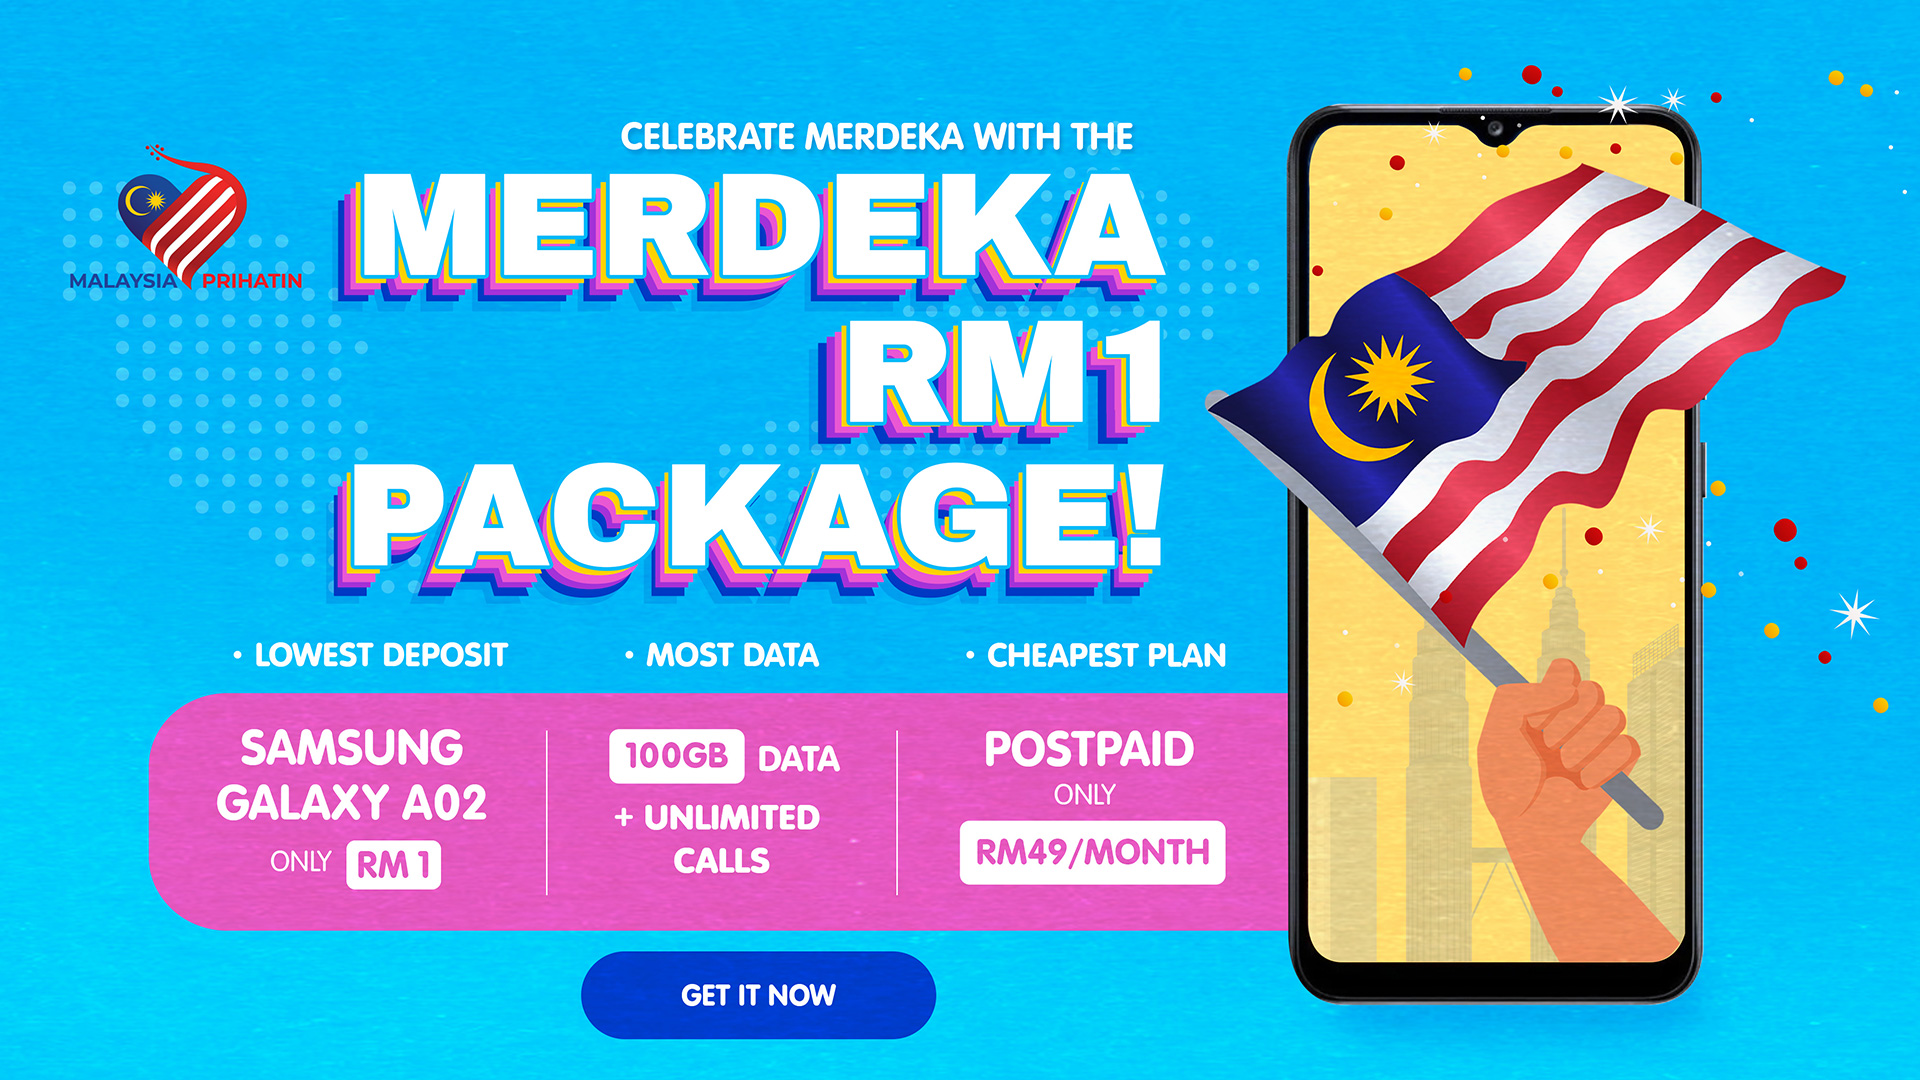 MALAYSIA PRIHATIN
CELEBRATE MERDEKA WITH THE
MERDEKA
RM1
PACKAGE!
• LOWEST DEPOSIT
• MOST DATA
• CHEAPEST PLAN
SAMSUNG
GALAXY A02
ONLY RM 1
100GB DATA
+ UNLIMITED
CALLS
POSTPAID
ONLY
RM49/MONTH
GET IT NOW